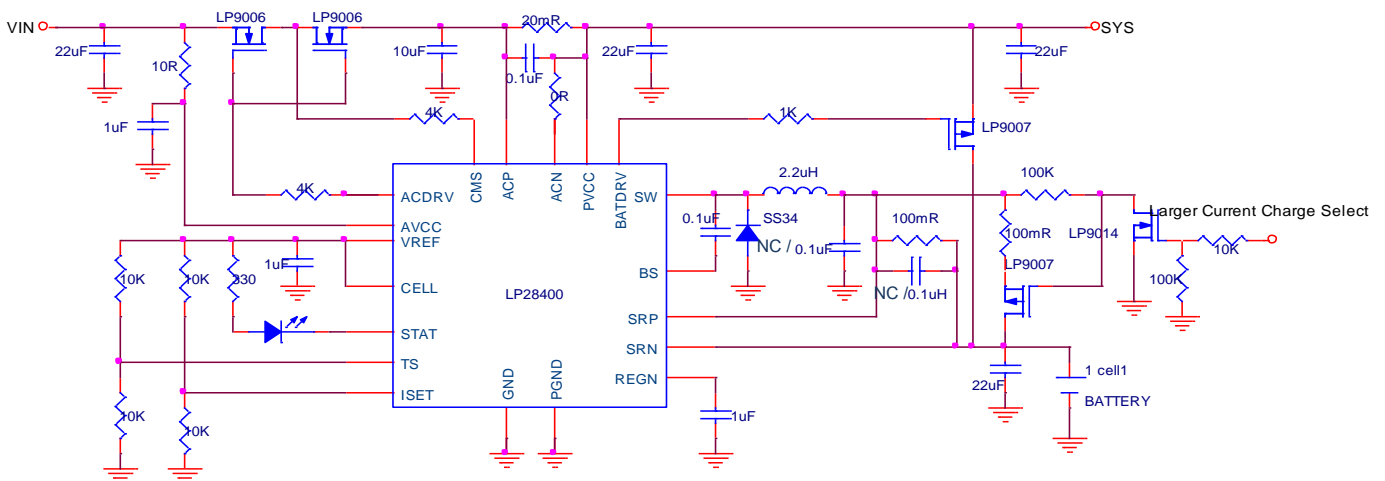 LP9006
LP9006
20mR
VIN
SYS
22uF
10uF
22uF
22uF
10R
0.1uF
0R
1uF
4K
1K
LP9007
4K
ACDRV
CMS
ACP
ACN
PVCC
BATDRV
SW
2.2uH
100K
AVCC
VREF
0.1uF
SS34
NC /
0.1uF
100mR
100mR
LP9014
Larger Current Charge Select
10K
100K
10K
10K
330
1uF
CELL
LP28400
BS
NC /
0.1uH
LP9007
STAT
SRP
TS
SRN
ISET
GND
PGND
REGN
1uF
22uF
1 cell1
BATTERY
10K
10K